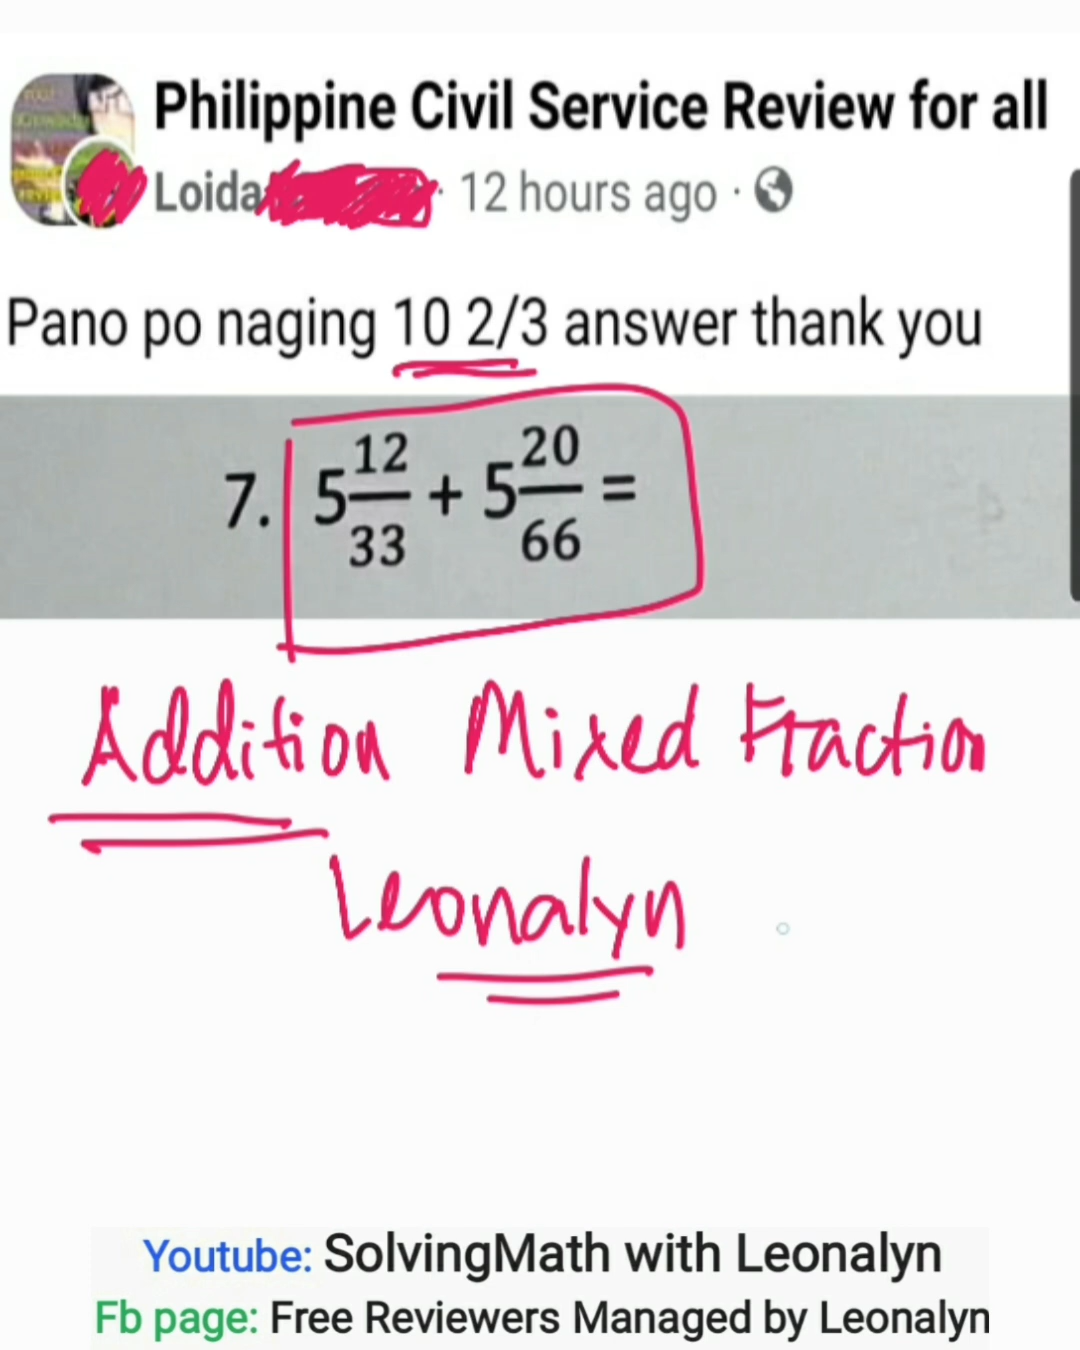 Philippine Civil Service Review for all
Loida · 12 hours ago ·
Pano po naging 10 2/3 answer thank you
7. 5 12/33 + 5 20/66 =
Addition Mixed Fraction
Leonalyn
Youtube: SolvingMath with Leonalyn
Fb page: Free Reviewers Managed by Leonalyn